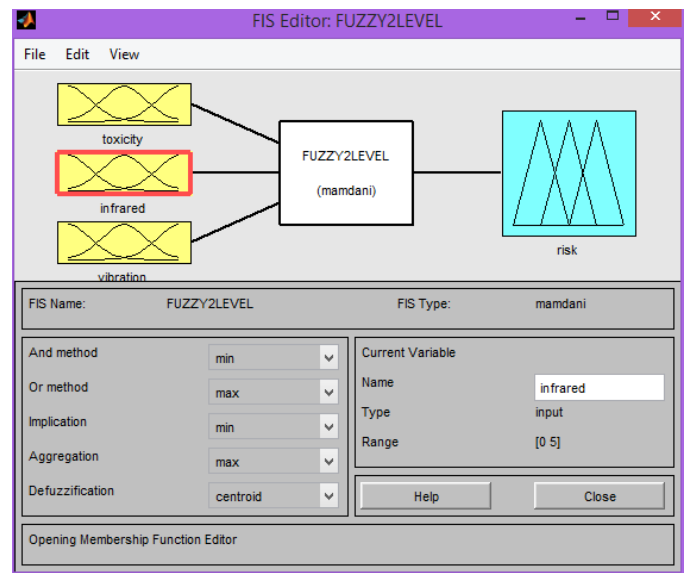 FIS Editor: FUZZY2LEVEL
File Edit View
toxicity
infrared
vibration
FUZZY2LEVEL
(mamdani)
risk
FIS Name: FUZZY2LEVEL FIS Type: mamdani
And method min
Or method max
Implication min
Aggregation max
Defuzzification centroid
Current Variable
Name infrared
Type input
Range [0 5]
Help Close
Opening Membership Function Editor